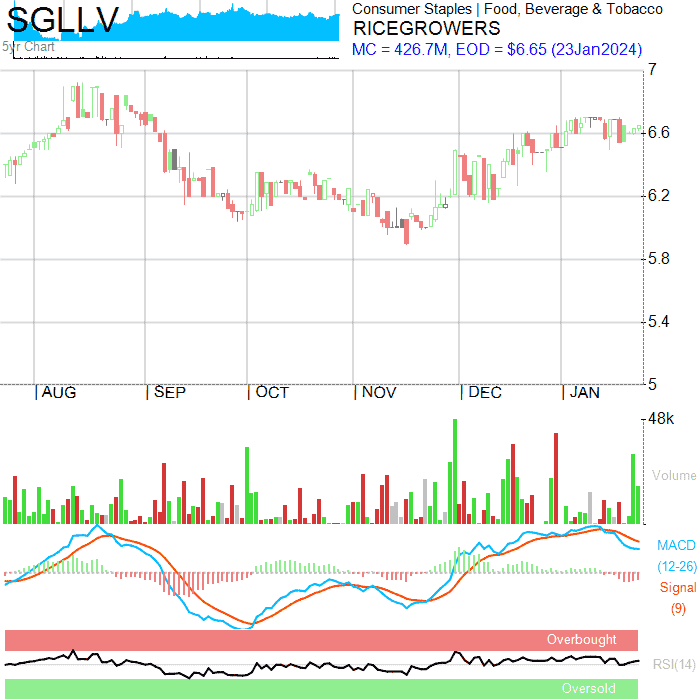 SGLLV
Consumer Staples | Food, Beverage & Tobacco
RICEGROWERS
5yr Chart
MC = 426.7M, EOD = $6.65 (23Jan2024)
7
6.6
6.2
5.8
5.4
5
| AUG | SEP | OCT | NOV | DEC | JAN
48k
Volume
MACD
(12-26)
Signal
(9)
Overbought
RSI(14)
Oversold